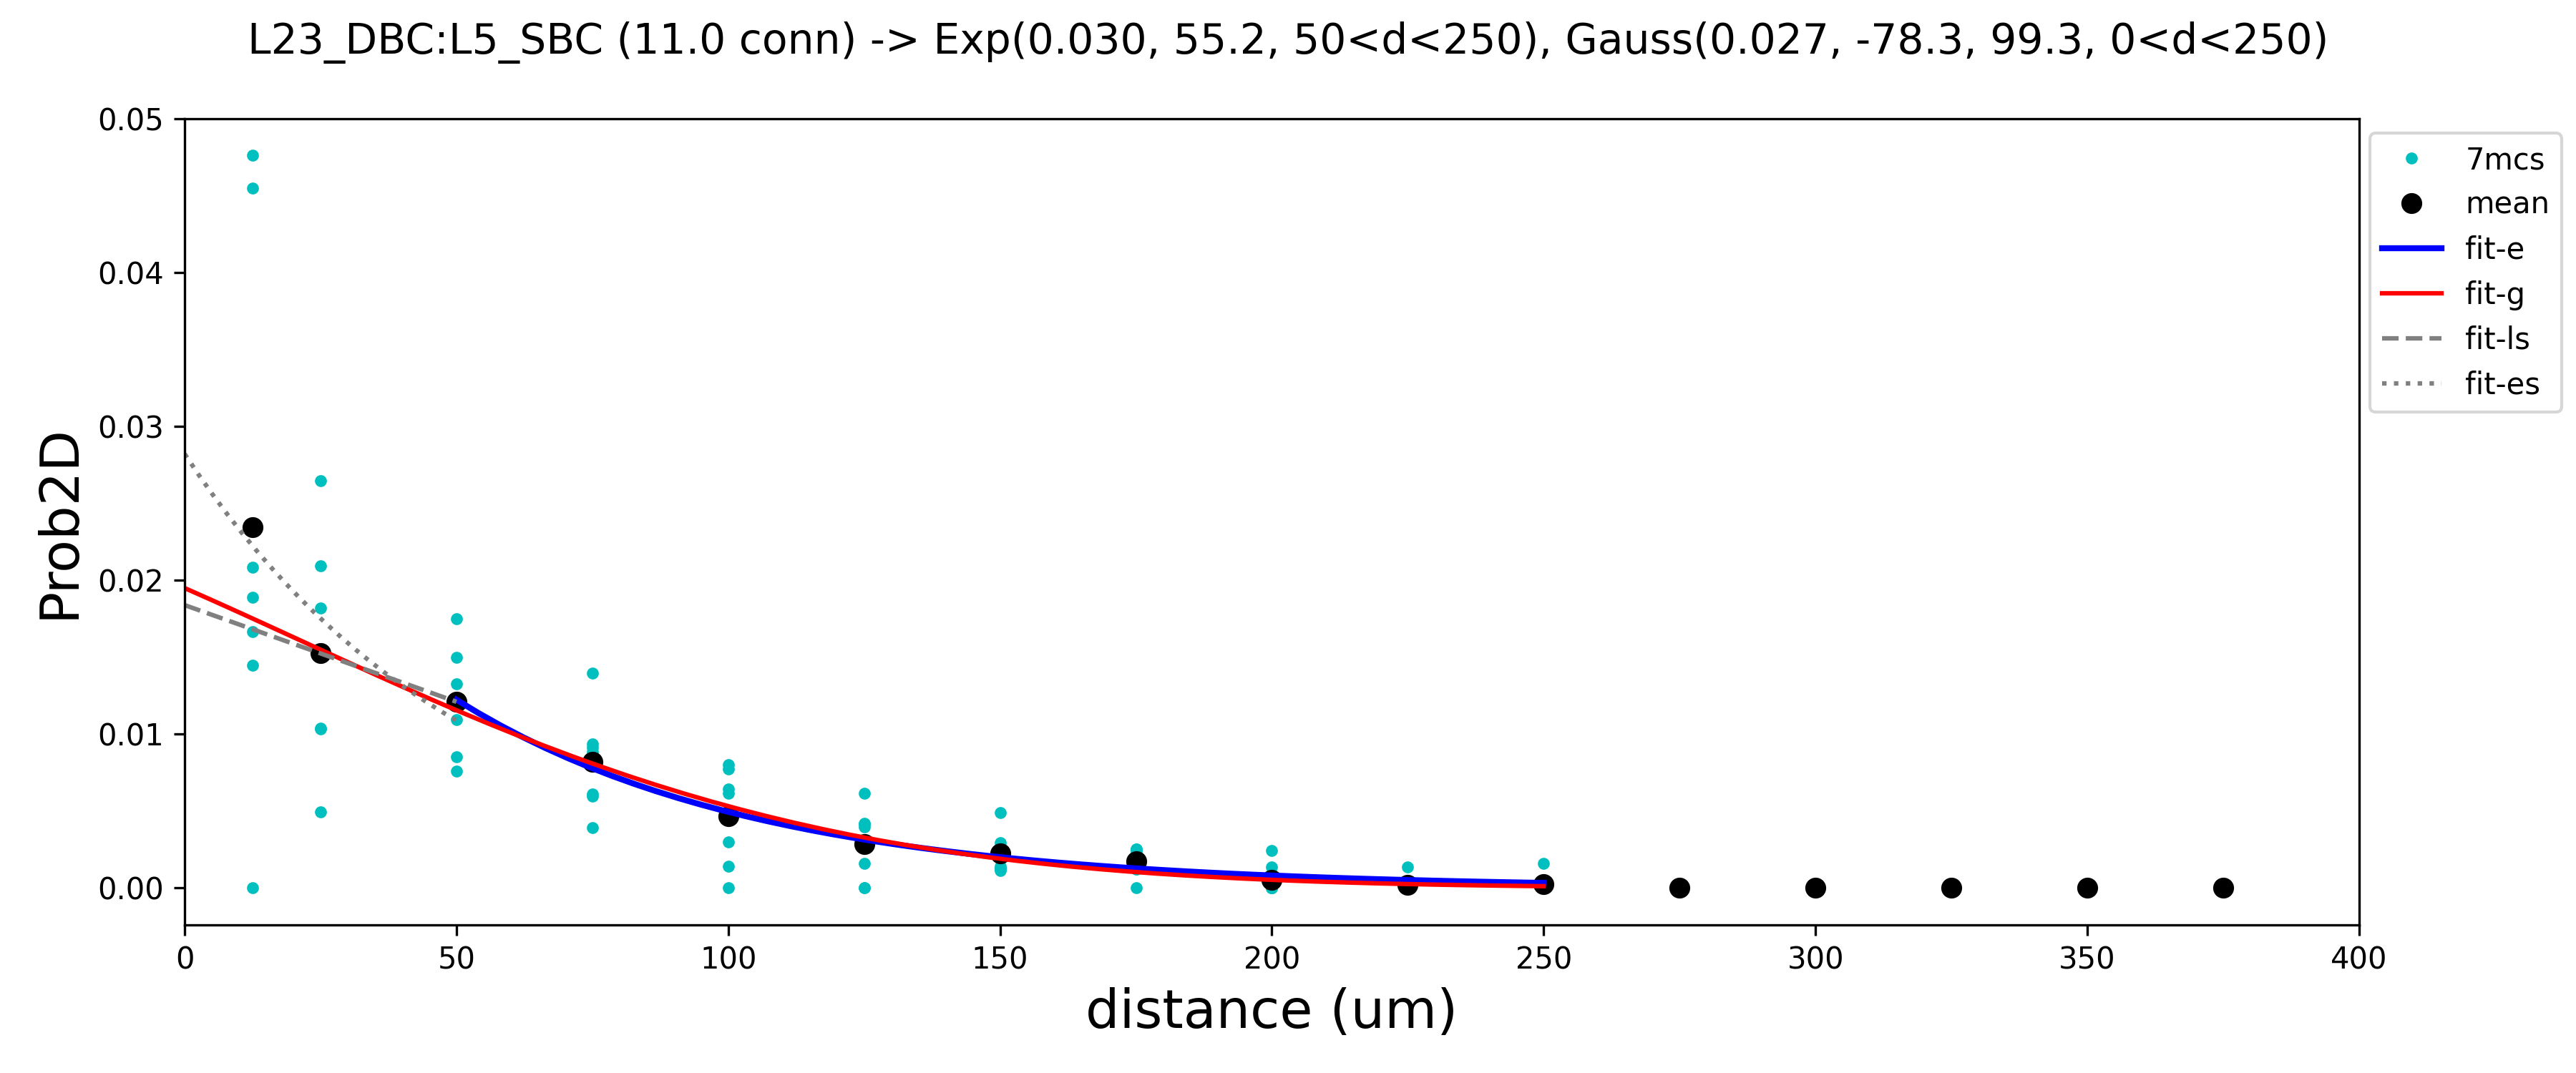 L23_DBC:L5_SBC (11.0 conn) -> Exp(0.030, 55.2, 50<d<250), Gauss(0.027, -78.3, 99.3, 0<d<250)
0.05
0.04
0.03
0.02
0.01
0.00
Prob2D
0 50 100 150 200 250 300 350 400
distance (um)
7mcs
mean
fit-e
fit-g
fit-ls
fit-es